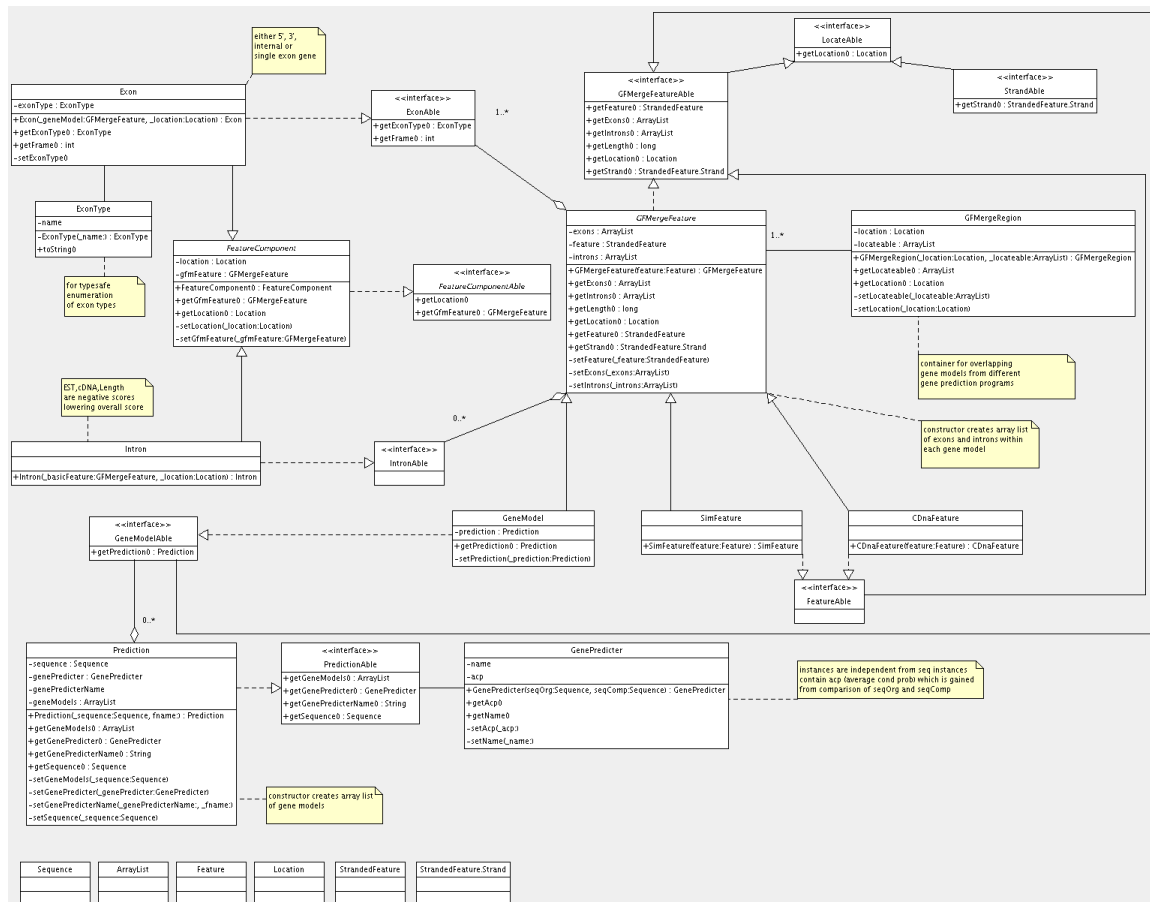 either 5', 3',
internal or
single exon gene
Exon
-exonType : ExonType
+Exon(_geneModel:GFMergeFeature, _location:Location) : Exon
+getExonType() : ExonType
+getFrame() : int
-setExonType()
<<interface>>
ExonAble
+getExonType() : ExonType
+getFrame() : int
1..*
<<interface>>
LocateAble
+getLocation() : Location
<<interface>>
GFMergeFeatureAble
+getFeature() : StrandedFeature
+getExons() : ArrayList
+getIntrons() : ArrayList
+getLength() : long
+getLocation() : Location
+getStrand() : StrandedFeature.Strand
StrandAble
+getStrand() : StrandedFeature.Strand
ExonType
-name
-ExonType(_name:) : ExonType
+toString()
for typesafe
enumeration
of exon types
FeatureComponent
-location : Location
-gfmFeature : GFMergeFeature
+FeatureComponent() : FeatureComponent
+getGfmFeature() : GFMergeFeature
+getLocation() : Location
-setLocation(_location:Location)
-setGfmFeature(_gfmFeature:GFMergeFeature)
<<interface>>
FeatureComponentAble
+getLocation()
+getGfmFeature() : GFMergeFeature
GFMergeFeature
-exons : ArrayList
-feature : StrandedFeature
-introns : ArrayList
+GFMergeFeature(feature:Feature) : GFMergeFeature
+getExons() : ArrayList
+getIntrons() : ArrayList
+getLength() : long
+getLocation() : Location
+getFeature() : StrandedFeature
+getStrand() : StrandedFeature.Strand
-setFeature(_feature:StrandedFeature)
-setExons(_exons:ArrayList)
-setIntrons(_introns:ArrayList)
1..*
GFMergeRegion
-location : Location
-locateable : ArrayList
+GFMergeRegion(_location:Location, _locateable:ArrayList) : GFMergeRegion
+getLocateable() : ArrayList
+getLocation() : Location
-setLocateable(_locateable:ArrayList)
-setLocation(_location:Location)
container for overlapping
gene models from different
gene prediction programs
constructor creates array list
of exons and introns within
each gene model
EST,cDNA,Length
are negative scores
lowering overall score
Intron
+Intron(_basicFeature:GFMergeFeature, _location:Location) : Intron
0..*
<<interface>>
IntronAble
<<interface>>
GeneModelAble
+getPrediction() : Prediction
GeneModel
-prediction : Prediction
+getPrediction() : Prediction
-setPrediction(_prediction:Prediction)
SimFeature
+SimFeature(feature:Feature) : SimFeature
CDnaFeature
+CDnaFeature(feature:Feature) : CDnaFeature
<<interface>>
FeatureAble
0..*
Prediction
-sequence : Sequence
-genePredicter : GenePredicter
-genePredicterName
-geneModels : ArrayList
+Prediction(_sequence:Sequence, fname:) : Prediction
+getGeneModels() : ArrayList
+getGenePredicter() : GenePredicter
+getGenePredicterName() : String
+getSequence() : Sequence
-setGeneModels(_sequence:Sequence)
-setGenePredicter(_genePredicter:GenePredicter)
-setGenePredicterName(_genePredicterName:, _fname:)
-setSequence(_sequence:Sequence)
<<interface>>
PredictionAble
+getGeneModels() : ArrayList
+getGenePredicter() : GenePredicter
+getGenePredicterName() : String
+getSequence() : Sequence
GenePredicter
-name
-acp
+GenePredicter(seqOrg:Sequence, seqComp:Sequence) : GenePredicter
+getAcp()
+getName()
-setAcp(_acp:)
-setName(_name:)
instances are independent from seq instances
contain acp (average cond prob) which is gained
from comparison of seqOrg and seqComp
constructor creates array list
of gene models
Sequence
ArrayList
Feature
Location
StrandedFeature
StrandedFeature.Strand